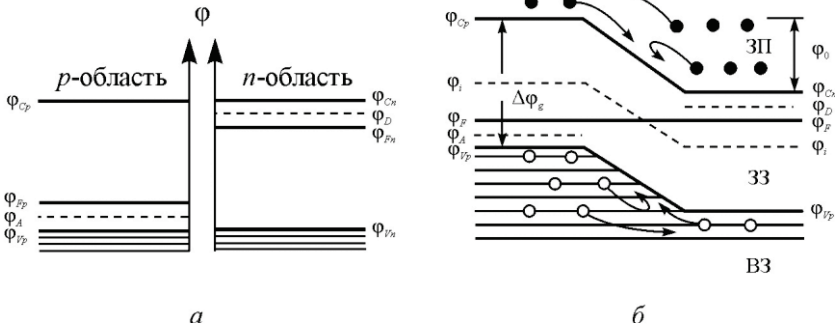 φ
p-область
n-область
φCp
φFp
φA
φVp
φCn
φD
φFn
φVn
а
φCp
φi
φF
φA
φVp
Δφg
ЗП
φ0
φCn
φD
φF
φi
ЗЗ
φVp
ВЗ
б